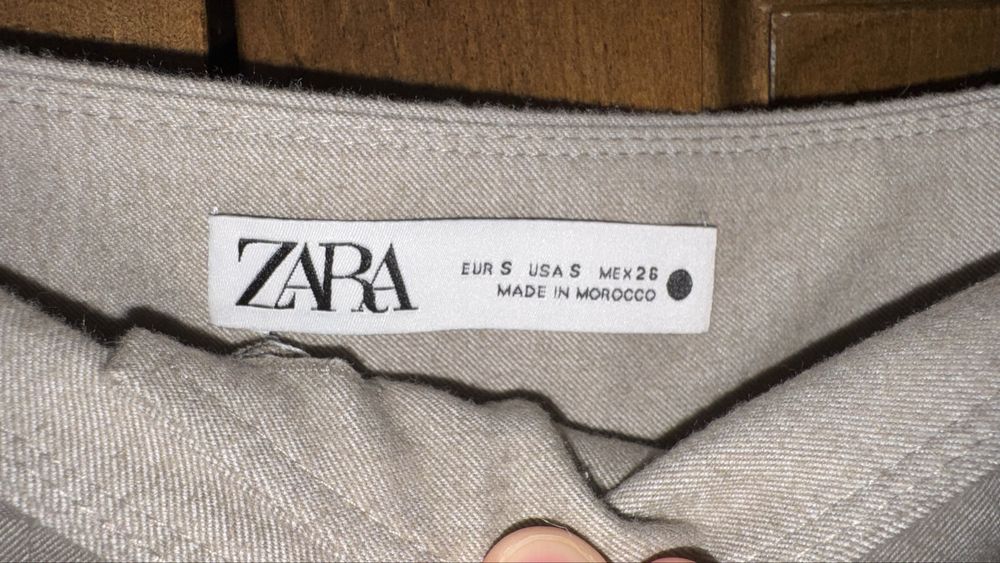 ZARA
EUR S USA S MEX 26
MADE IN MOROCCO